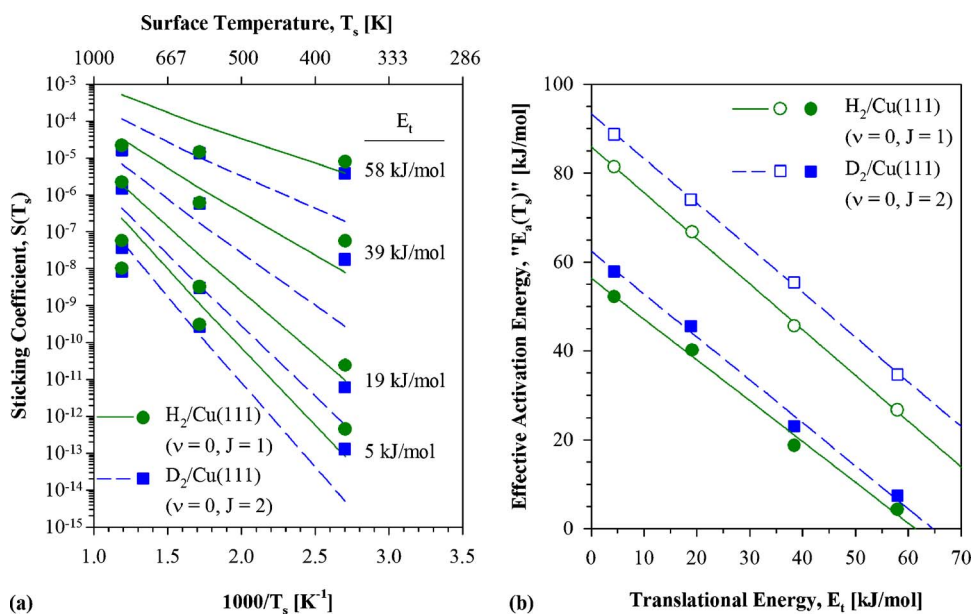 Surface Temperature, Tₛ [K]
1000 667 500 400 333 286
Sticking Coefficient, S(Tₛ)
10⁻³
10⁻⁴
10⁻⁵
10⁻⁶
10⁻⁷
10⁻⁸
10⁻⁹
10⁻¹⁰
10⁻¹¹
10⁻¹²
10⁻¹³
10⁻¹⁴
10⁻¹⁵
Eₜ
58 kJ/mol
39 kJ/mol
19 kJ/mol
5 kJ/mol
H₂/Cu(111)
(ν = 0, J = 1)
D₂/Cu(111)
(ν = 0, J = 2)
1.0 1.5 2.0 2.5 3.0 3.5
(a) 1000/Tₛ [K⁻¹]
Effective Activation Energy, "Eₐ(Tₛ)" [kJ/mol]
100
80
60
40
20
0
H₂/Cu(111)
(ν = 0, J = 1)
D₂/Cu(111)
(ν = 0, J = 2)
0 10 20 30 40 50 60 70
(b) Translational Energy, Eₜ [kJ/mol]